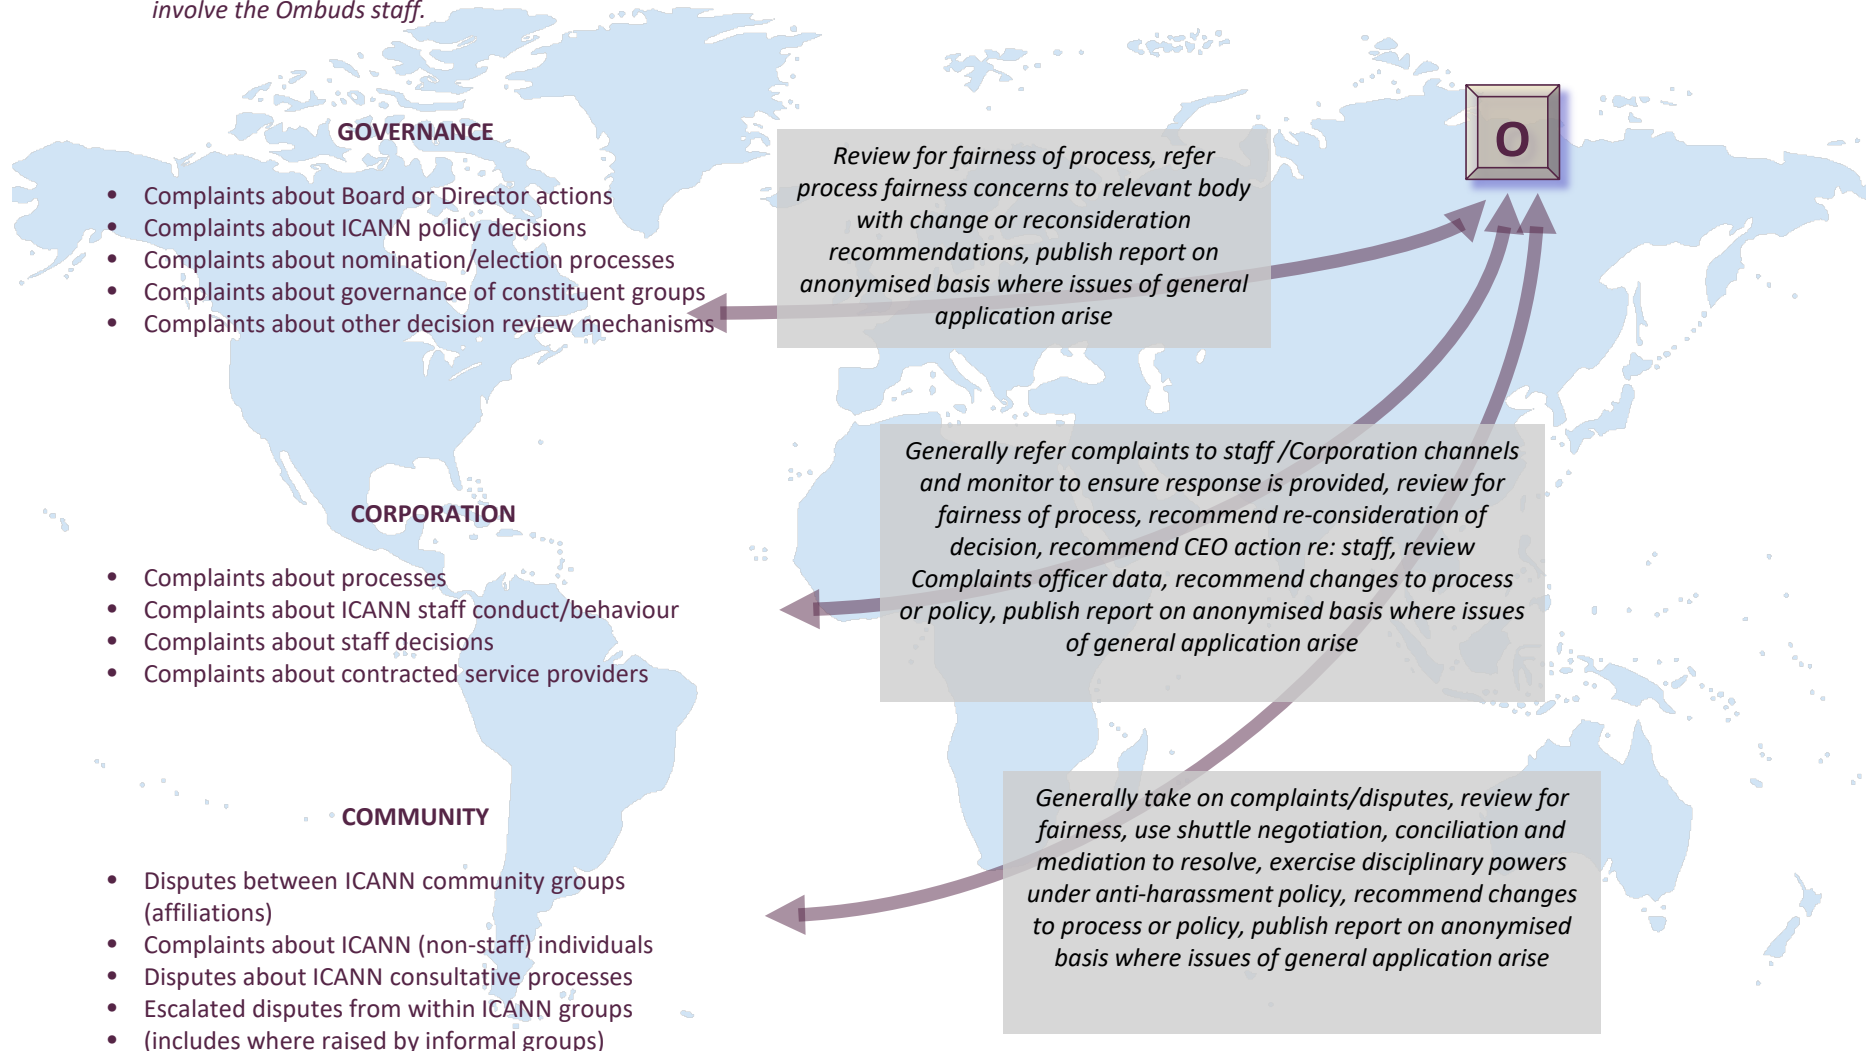 involve the Ombuds staff.
O
GOVERNANCE
• Complaints about Board or Director actions
• Complaints about ICANN policy decisions
• Complaints about nomination/election processes
• Complaints about governance of constituent groups
• Complaints about other decision review mechanisms
Review for fairness of process, refer
process fairness concerns to relevant body
with change or reconsideration
recommendations, publish report on
anonymised basis where issues of general
application arise
CORPORATION
• Complaints about processes
• Complaints about ICANN staff conduct/behaviour
• Complaints about staff decisions
• Complaints about contracted service providers
Generally refer complaints to staff /Corporation channels
and monitor to ensure response is provided, review for
fairness of process, recommend re-consideration of
decision, recommend CEO action re: staff, review
Complaints officer data, recommend changes to process
or policy, publish report on anonymised basis where issues
of general application arise
COMMUNITY
• Disputes between ICANN community groups
(affiliations)
• Complaints about ICANN (non-staff) individuals
• Disputes about ICANN consultative processes
• Escalated disputes from within ICANN groups
• (includes where raised by informal groups)
Generally take on complaints/disputes, review for
fairness, use shuttle negotiation, conciliation and
mediation to resolve, exercise disciplinary powers
under anti-harassment policy, recommend changes
to process or policy, publish report on anonymised
basis where issues of general application arise